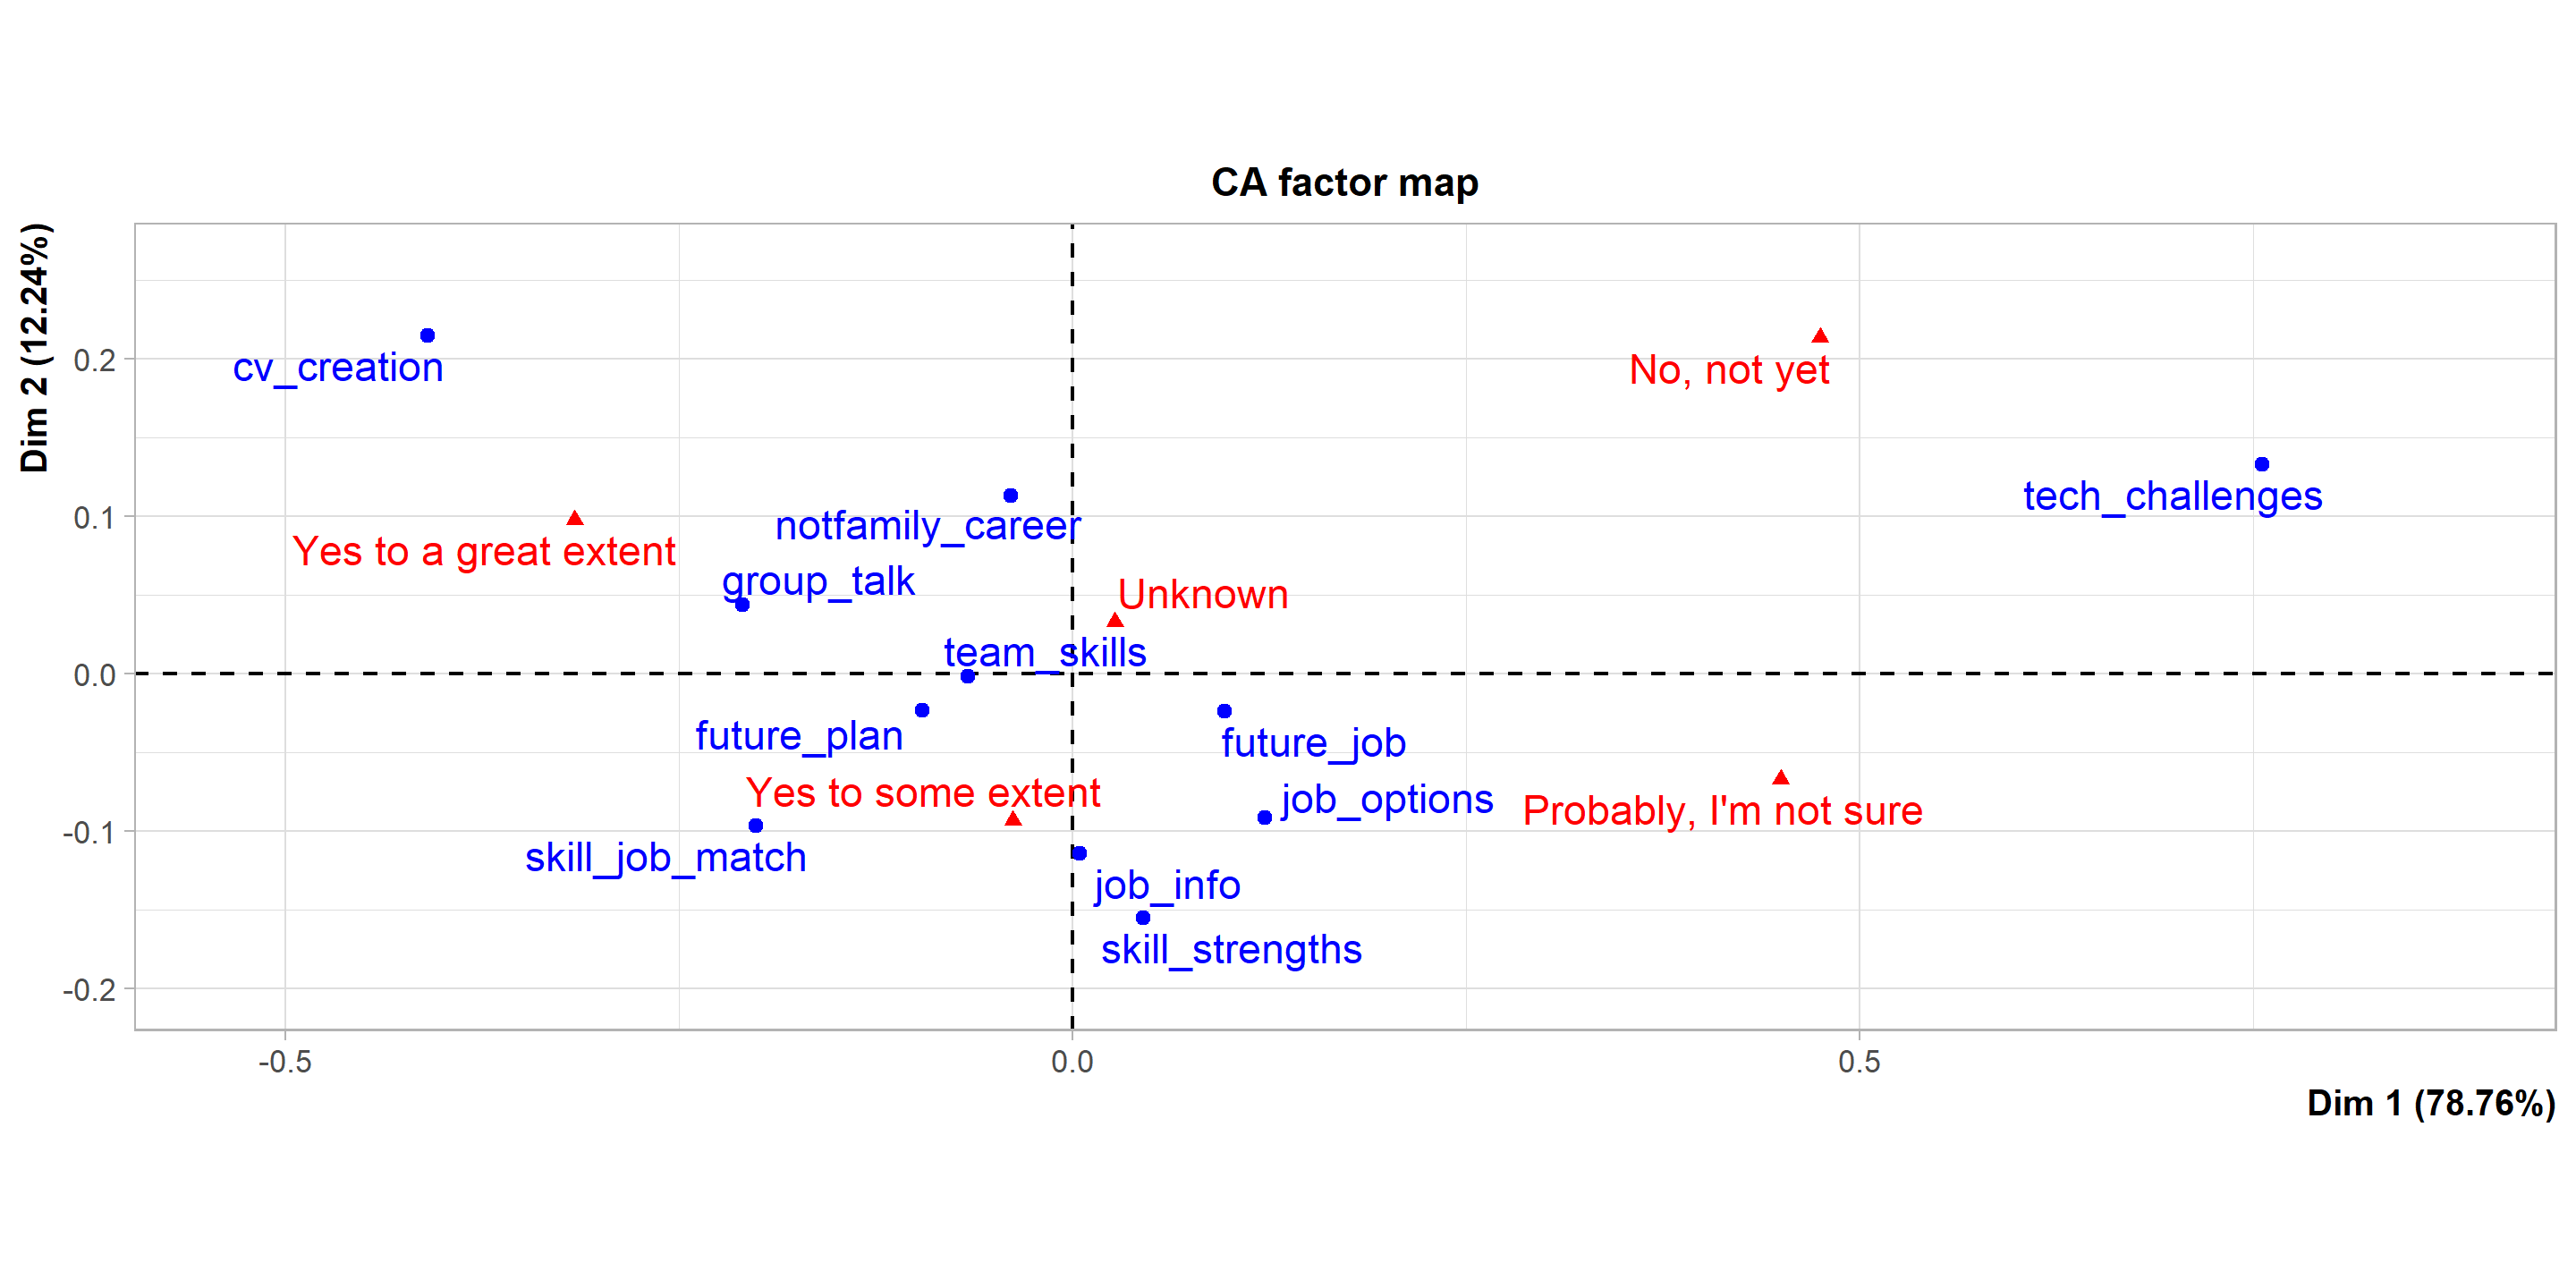 CA factor map
Dim 2 (12.24%)
0.2
0.1
0.0
-0.1
-0.2
cv_creation
No, not yet
tech_challenges
notfamily_career
Yes to a great extent
group_talk
Unknown
team_skills
future_plan
future_job
Yes to some extent
job_options
Probably, I'm not sure
skill_job_match
job_info
skill_strengths
-0.5
0.0
0.5
Dim 1 (78.76%)